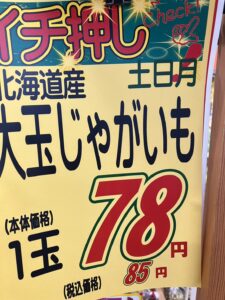 イチ押し
check!
北海道産
土日月
大玉じゃがいも
(本体価格)
1玉
78円
(税込価格)
85円